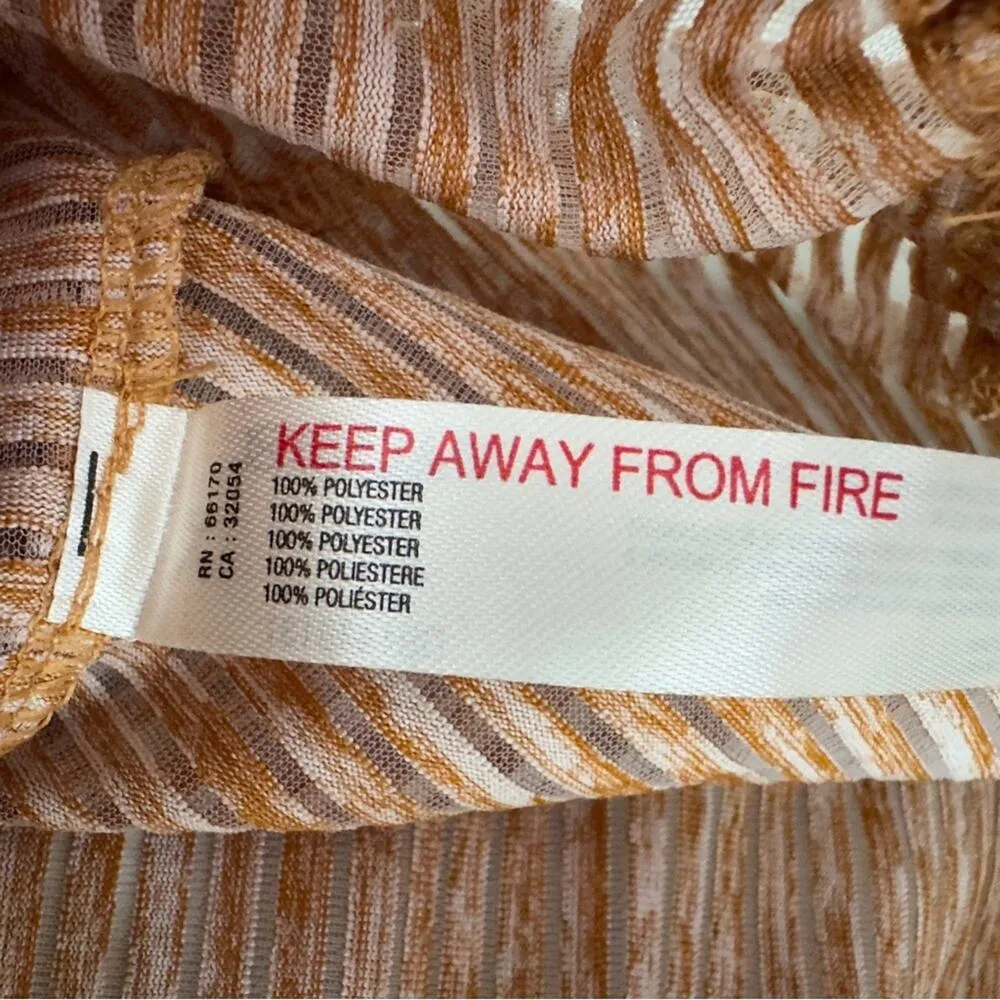 KEEP AWAY FROM FIRE
100% POLYESTER
100% POLYESTER
100% POLYESTER
100% POLIESTERE
100% POLIÉSTER
RN : 66170
CA : 32054